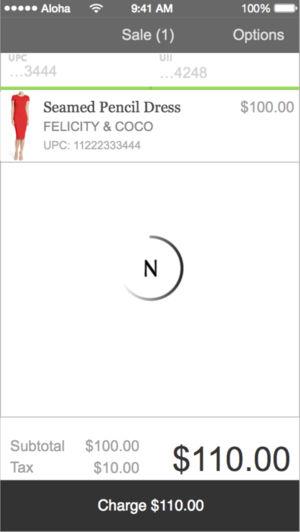 Aloha 9:41 AM 100%
Sale (1) Options
UPC UII
...3444 ...4248
Seamed Pencil Dress $100.00
FELICITY & COCO
UPC: 11222333444
N
Subtotal $100.00
Tax $10.00
$110.00
Charge $110.00